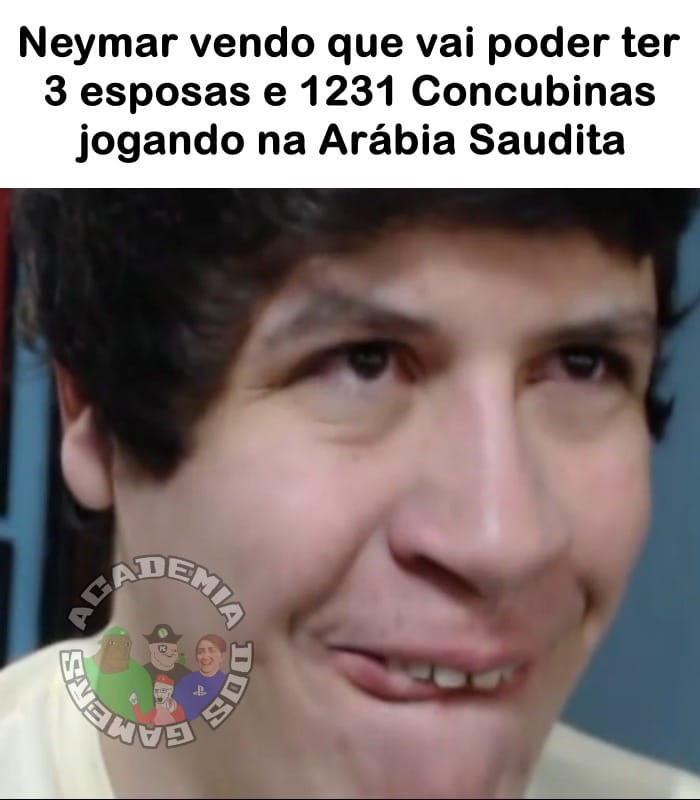 Neymar vendo que vai poder ter
3 esposas e 1231 Concubinas
jogando na Arábia Saudita
ACADEMIA
DOS
GAMERS